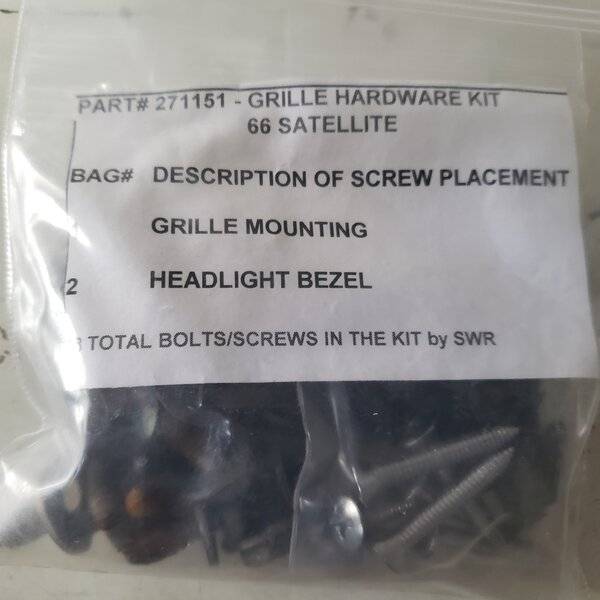 PART# 271151 - GRILLE HARDWARE KIT
66 SATELLITE
BAG# DESCRIPTION OF SCREW PLACEMENT
GRILLE MOUNTING
2 HEADLIGHT BEZEL
TOTAL BOLTS/SCREWS IN THE KIT by SWR